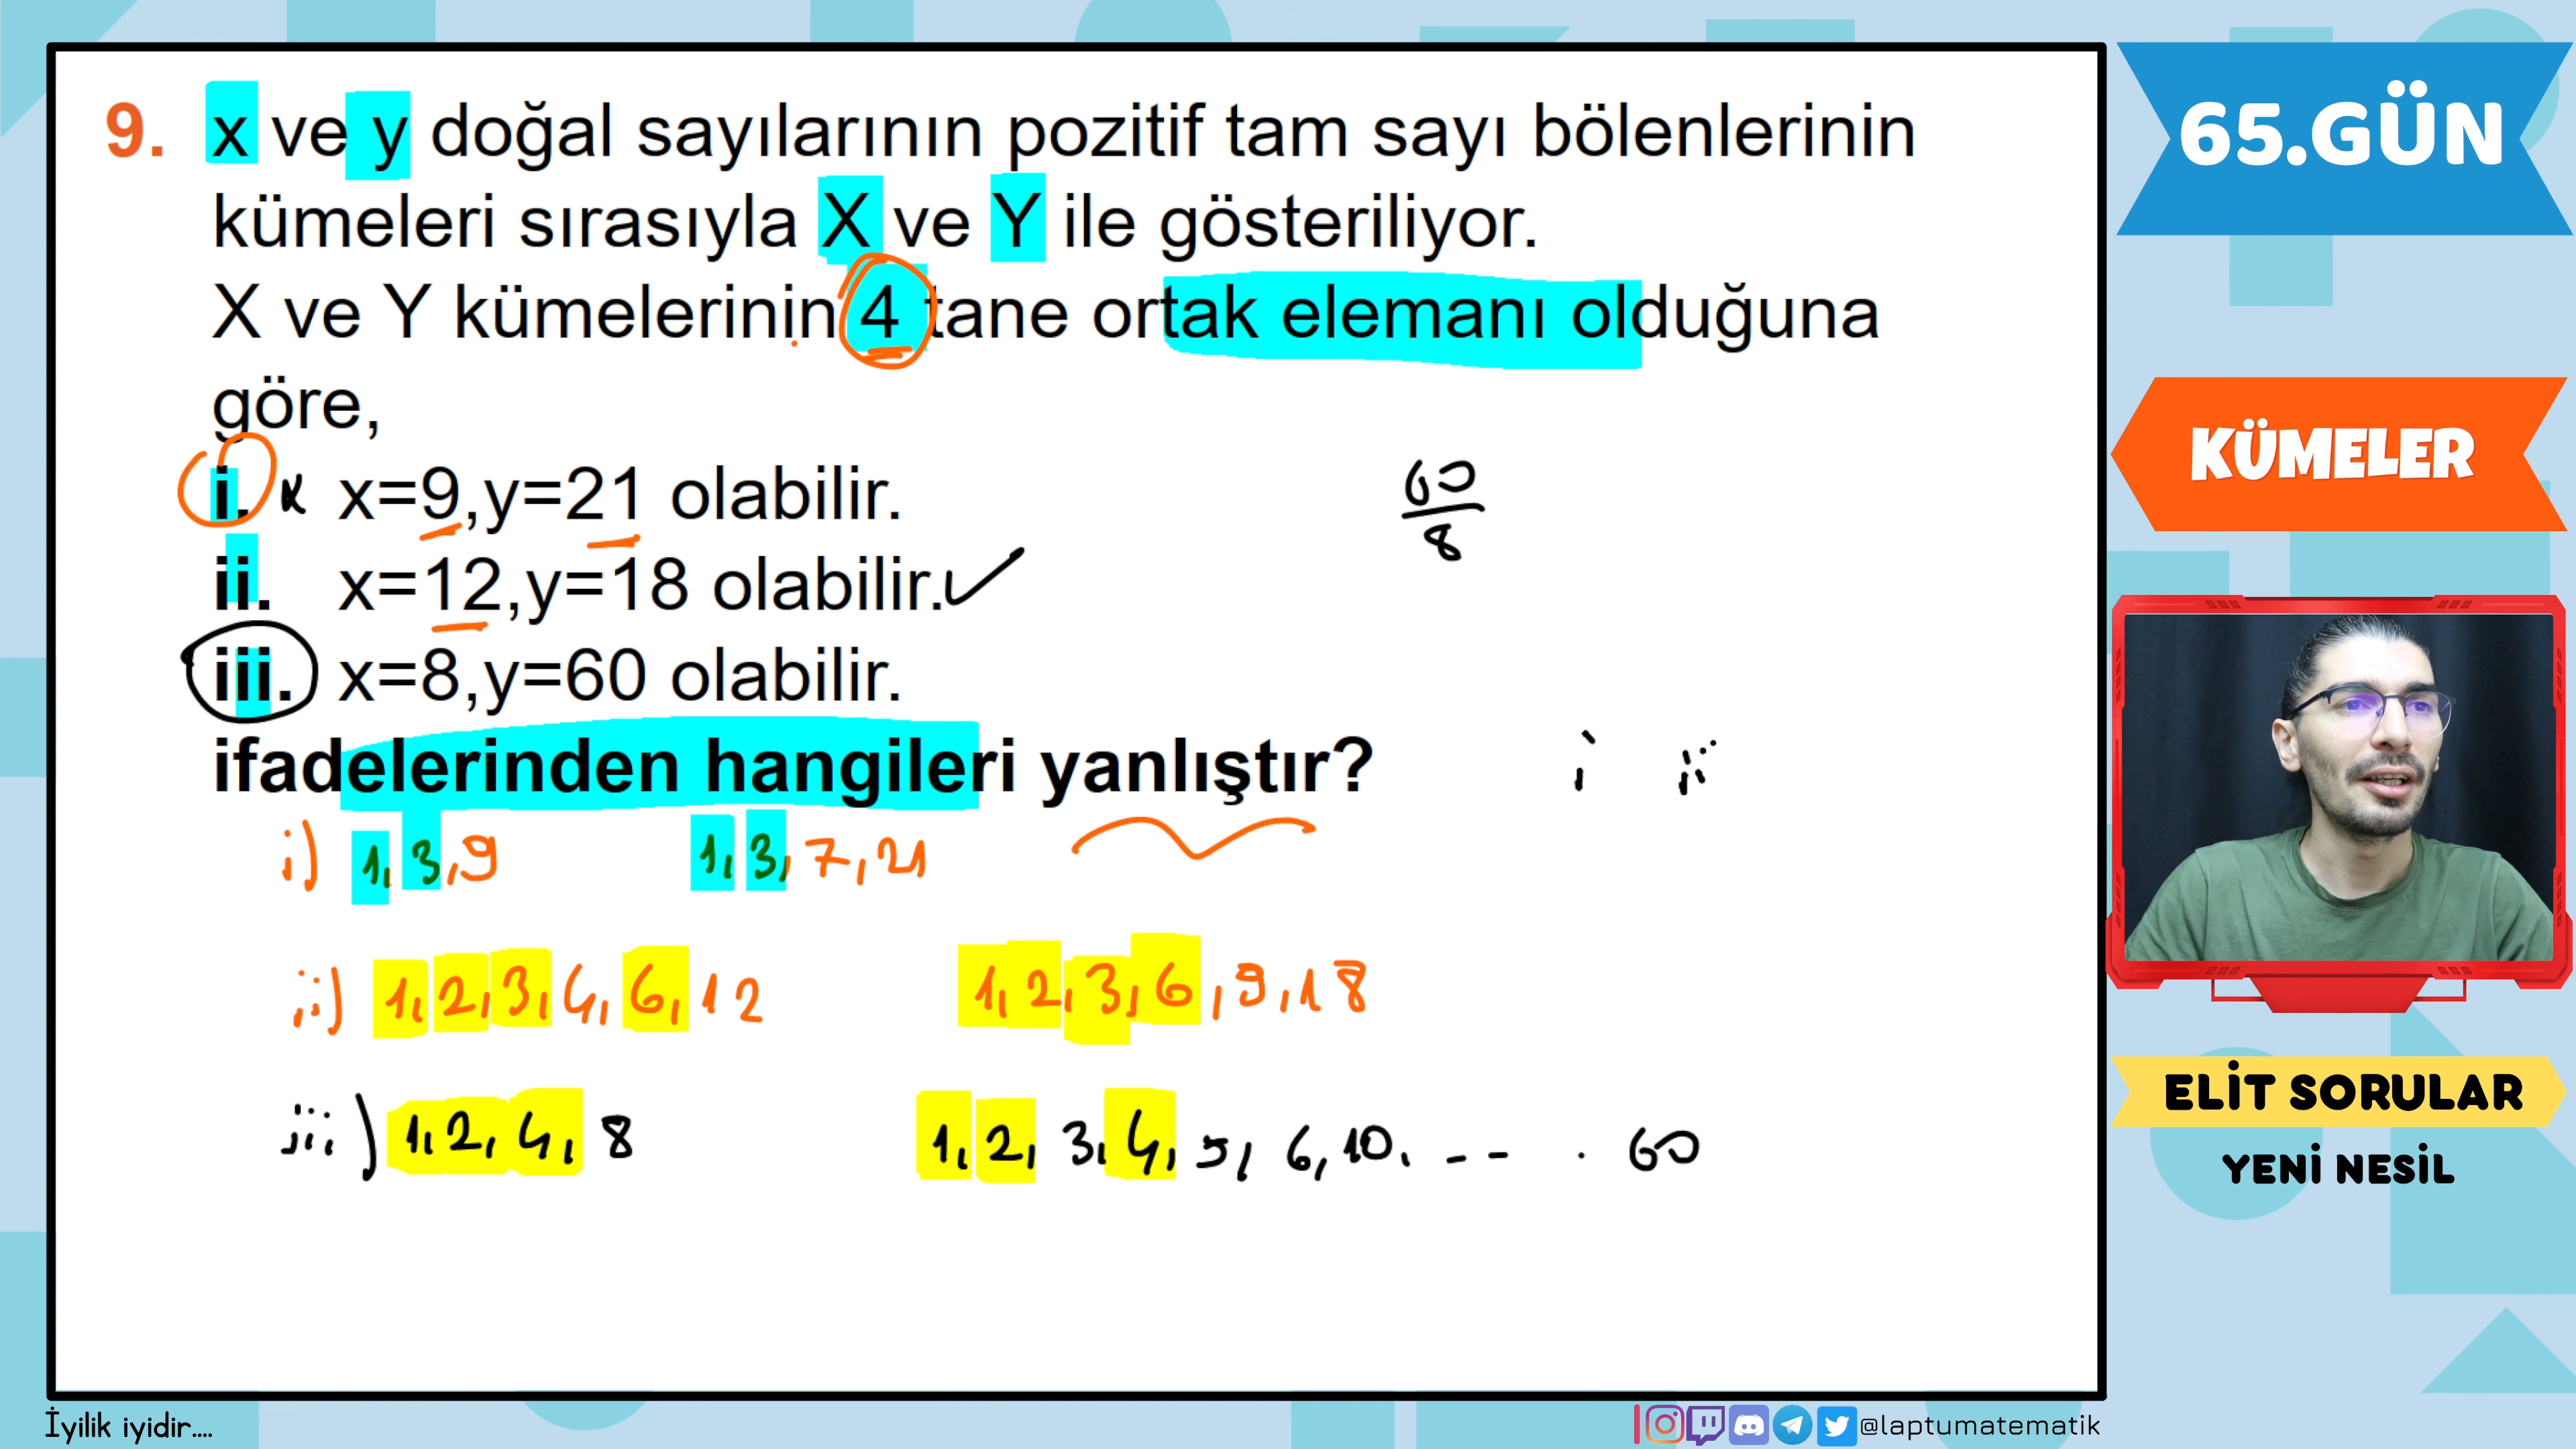 9. x ve y doğal sayılarının pozitif tam sayı bölenlerinin
kümeleri sırasıyla X ve Y ile gösteriliyor.
X ve Y kümelerinin 4 tane ortak elemanı olduğuna
göre,
i. x x=9,y=21 olabilir.
60
8
ii. x=12,y=18 olabilir.✓
iii. x=8,y=60 olabilir.
ifadelerinden hangileri yanlıştır?
i iii
i) 1, 3, 9 1, 3, 7, 21
ii) 1, 2, 3, 4, 6, 12 1, 2, 3, 6, 9, 18
iii) 1, 2, 4, 8 1, 2, 3, 4, 5, 6, 10, -- . 60
65.GÜN
KÜMELER
ELİT SORULAR
YENİ NESİL
İyilik iyidir....
@laptumatematik